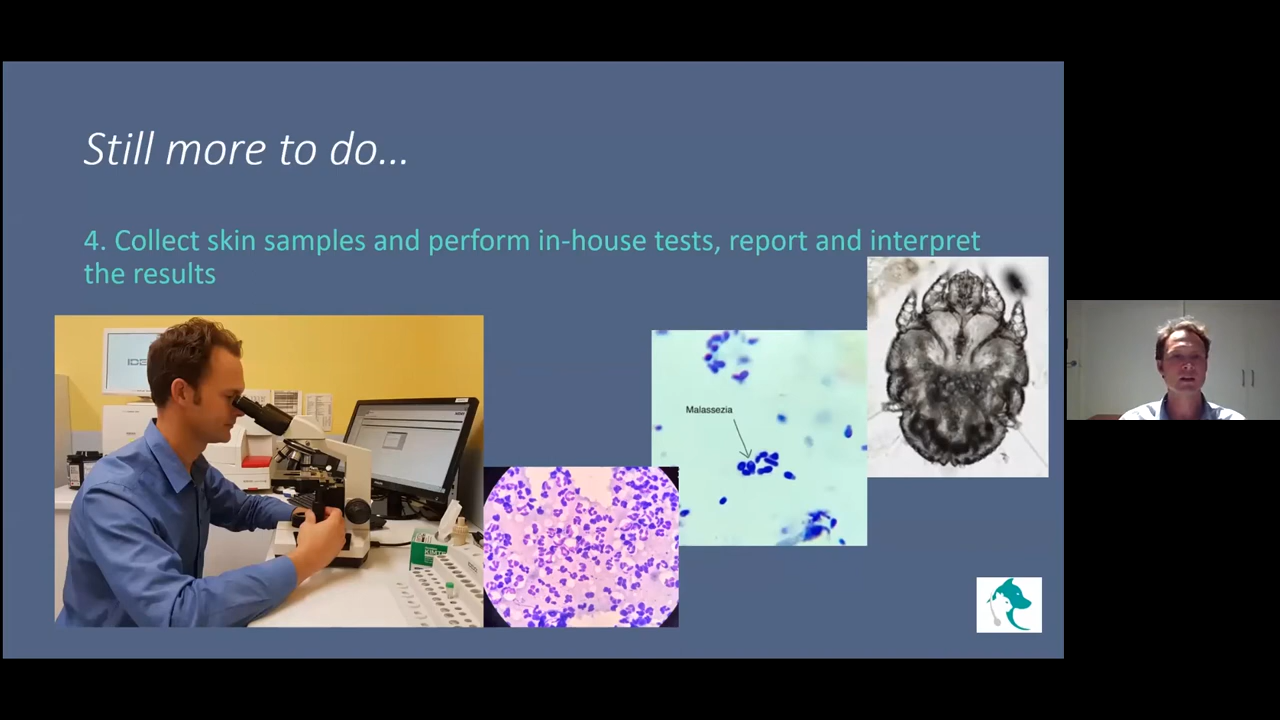 Still more to do...
4. Collect skin samples and perform in-house tests, report and interpret
the results
Malassezia